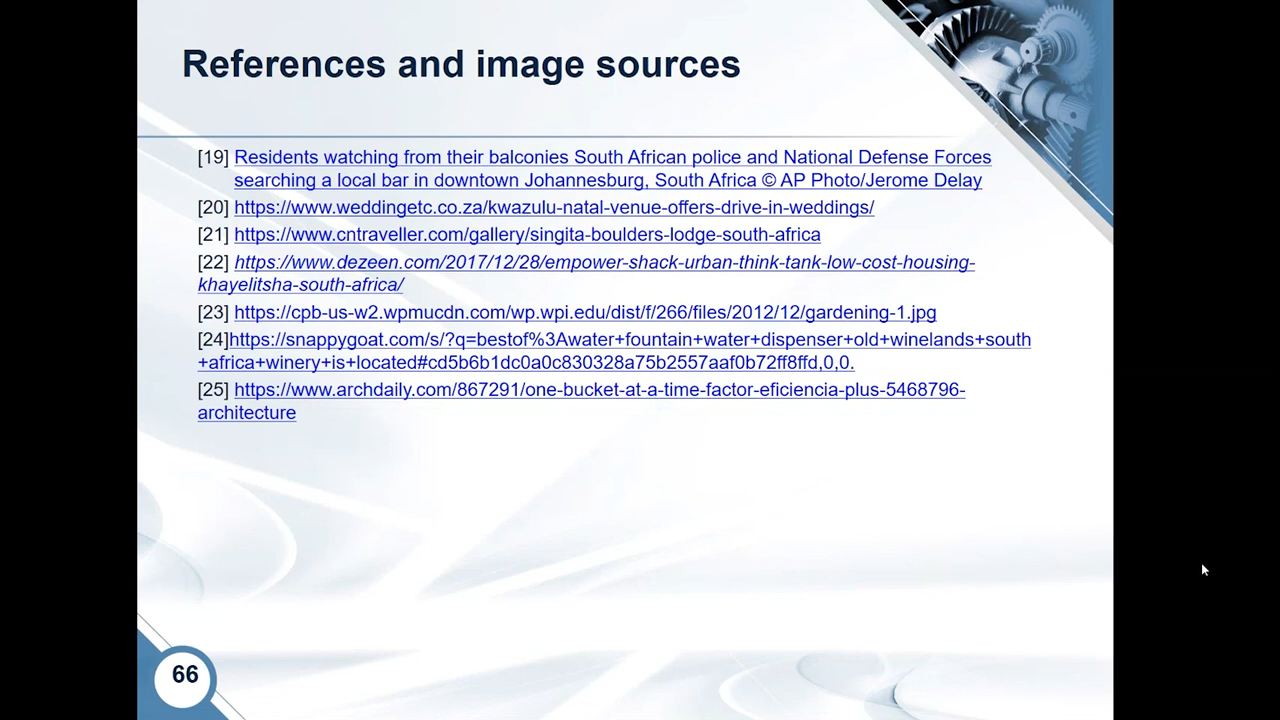 References and image sources
[19] Residents watching from their balconies South African police and National Defense Forces
searching a local bar in downtown Johannesburg, South Africa © AP Photo/Jerome Delay
[20] https://www.weddingetc.co.za/kwazulu-natal-venue-offers-drive-in-weddings/
[21] https://www.cntraveller.com/gallery/singita-boulders-lodge-south-africa
[22] https://www.dezeen.com/2017/12/28/empower-shack-urban-think-tank-low-cost-housing-
khayelitsha-south-africa/
[23] https://cpb-us-w2.wpmucdn.com/wp.wpi.edu/dist/f/266/files/2012/12/gardening-1.jpg
[24]https://snappygoat.com/s/?q=bestof%3Awater+fountain+water+dispenser+old+winelands+south
+africa+winery+is+located#cd5b6b1dc0a0c830328a75b2557aaf0b72ff8ffd,0,0.
[25] https://www.archdaily.com/867291/one-bucket-at-a-time-factor-eficiencia-plus-5468796-
architecture
66